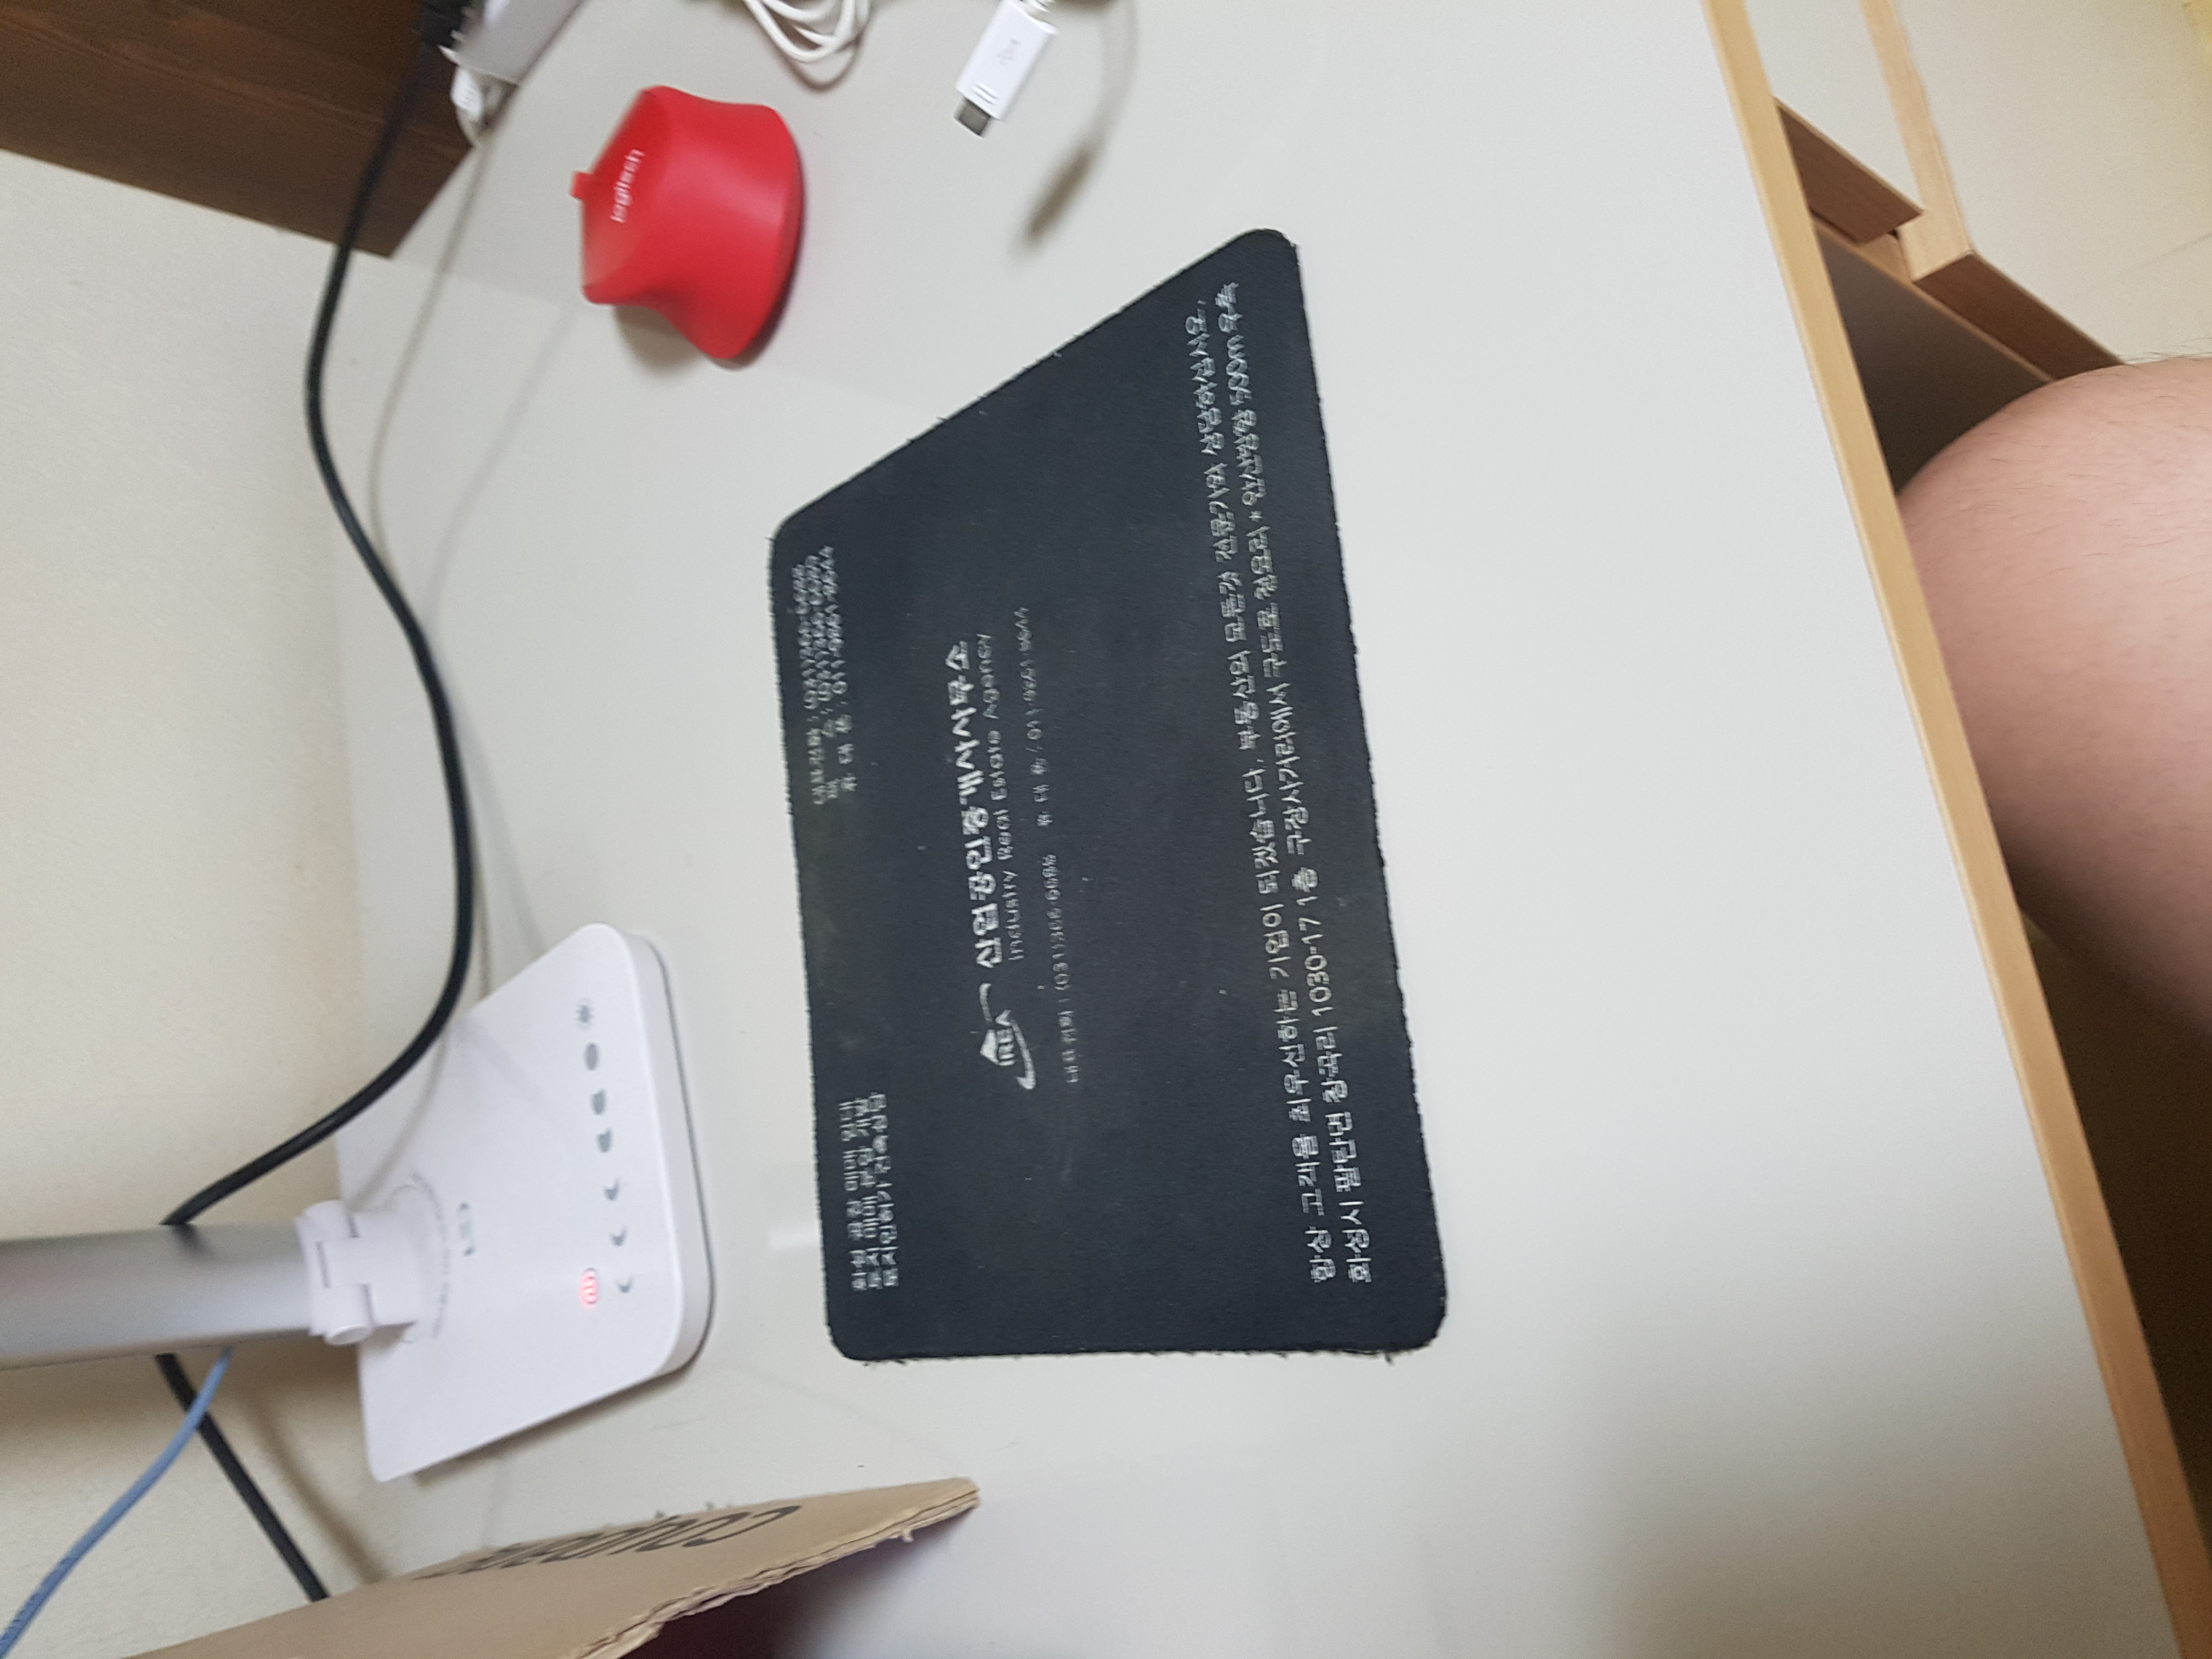 logitech
화성 공장 매매 임대
토지 매매 분양 개발
토지인허가 건축상담
대표전화 : (031)366-6688
팩 스 : (031)366-6089
휴 대 폰 : 011-9861-8644
IREA
산업공인중개사사무소
Industry Real Estate Agency
대표전화 : (031)366-6688 휴 대 폰 : 011-9861-8644
항상 고객을 최우선하는 기업이 되겠습니다. 부동산의 모든것 전문가와 상담하십시오.
화성시 팔탄면 창곡리 1030-17 1층 구장사거리에서 구도로 청요리 * 안산방향 500m 우측